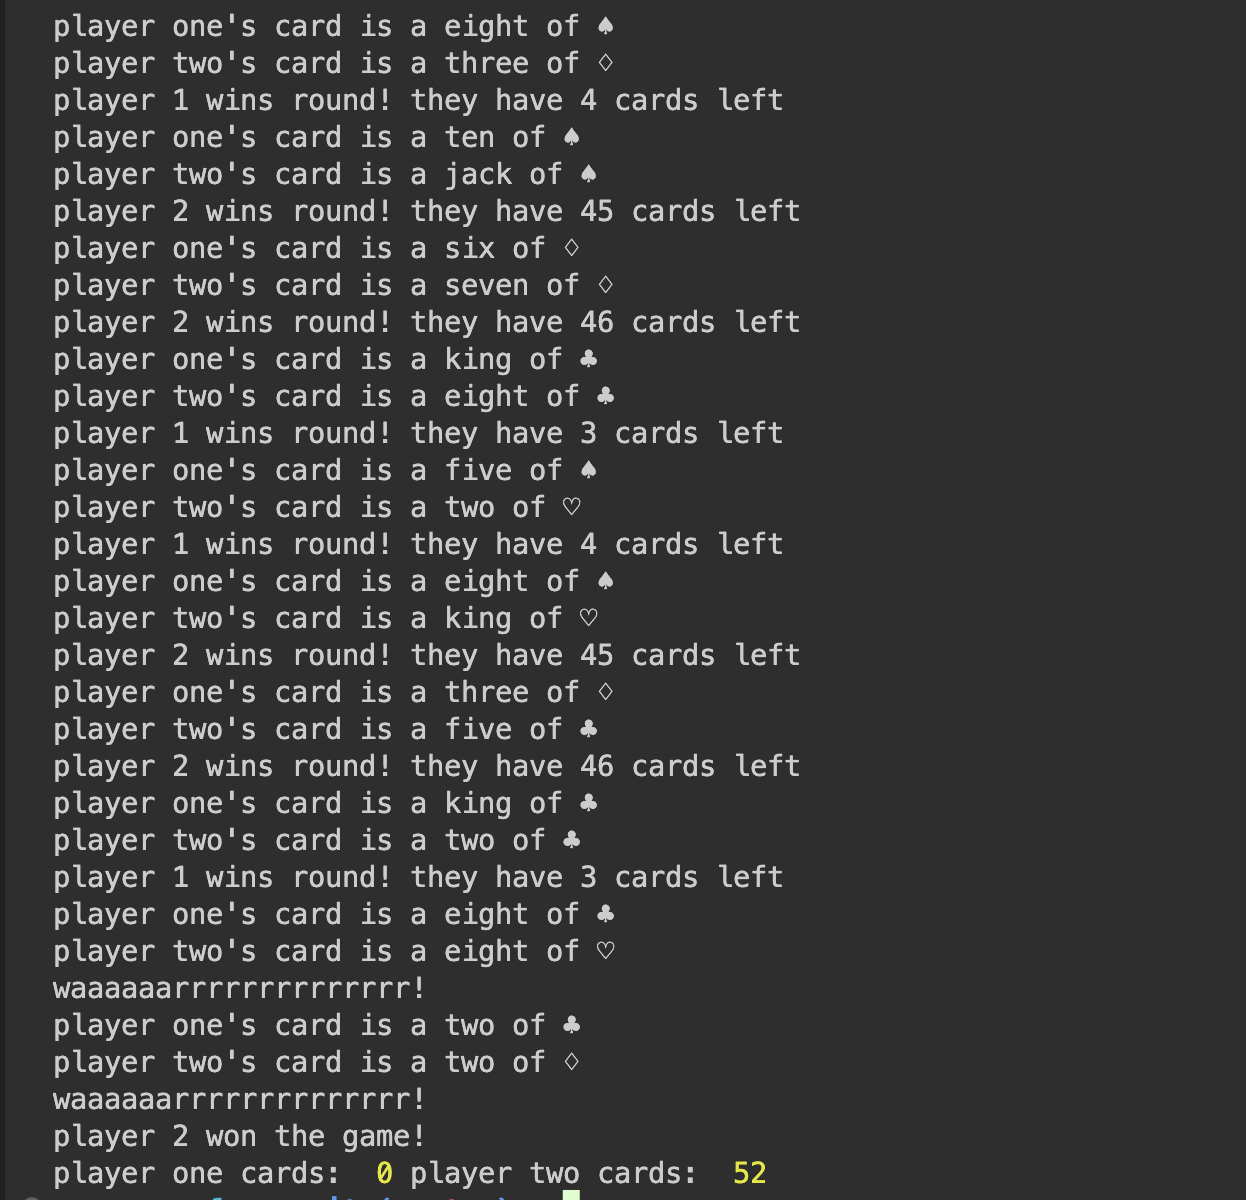 player one's card is a eight of ♠
player two's card is a three of ♢
player 1 wins round! they have 4 cards left
player one's card is a ten of ♠
player two's card is a jack of ♠
player 2 wins round! they have 45 cards left
player one's card is a six of ♢
player two's card is a seven of ♢
player 2 wins round! they have 46 cards left
player one's card is a king of ♣
player two's card is a eight of ♣
player 1 wins round! they have 3 cards left
player one's card is a five of ♠
player two's card is a two of ♡
player 1 wins round! they have 4 cards left
player one's card is a eight of ♠
player two's card is a king of ♡
player 2 wins round! they have 45 cards left
player one's card is a three of ♢
player two's card is a five of ♣
player 2 wins round! they have 46 cards left
player one's card is a king of ♣
player two's card is a two of ♣
player 1 wins round! they have 3 cards left
player one's card is a eight of ♣
player two's card is a eight of ♡
waaaaaarrrrrrrrrrrrrr!
player one's card is a two of ♣
player two's card is a two of ♢
waaaaaarrrrrrrrrrrrrr!
player 2 won the game!
player one cards:  0 player two cards:  52